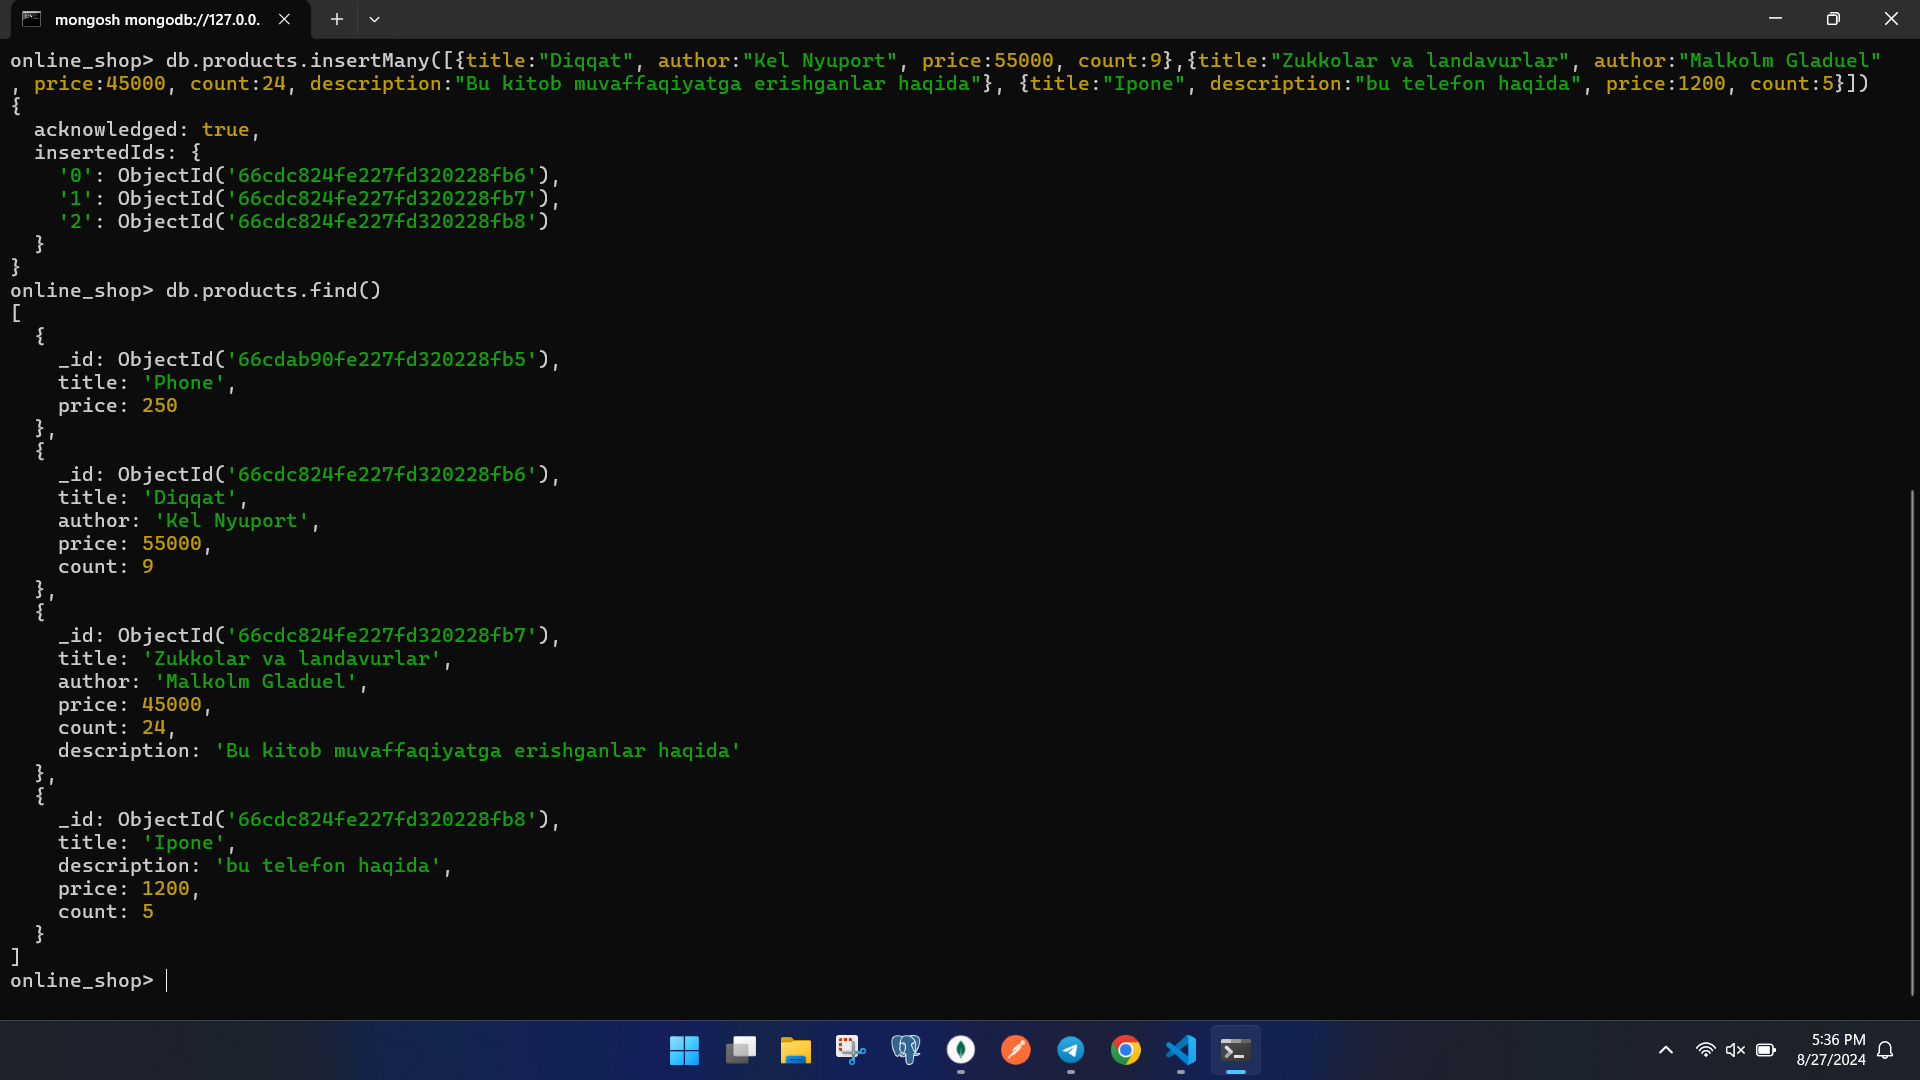 mongosh mongodb://127.0.0.
online_shop> db.products.insertMany([{title:"Diqqat", author:"Kel Nyuport", price:55000, count:9},{title:"Zukkolar va landavurlar", author:"Malkolm Gladuel"
, price:45000, count:24, description:"Bu kitob muvaffaqiyatga erishganlar haqida"}, {title:"Ipone", description:"bu telefon haqida", price:1200, count:5}])
{
  acknowledged: true,
  insertedIds: {
    '0': ObjectId('66cdc824fe227fd320228fb6'),
    '1': ObjectId('66cdc824fe227fd320228fb7'),
    '2': ObjectId('66cdc824fe227fd320228fb8')
  }
}
online_shop> db.products.find()
[
  {
    _id: ObjectId('66cdab90fe227fd320228fb5'),
    title: 'Phone',
    price: 250
  },
  {
    _id: ObjectId('66cdc824fe227fd320228fb6'),
    title: 'Diqqat',
    author: 'Kel Nyuport',
    price: 55000,
    count: 9
  },
  {
    _id: ObjectId('66cdc824fe227fd320228fb7'),
    title: 'Zukkolar va landavurlar',
    author: 'Malkolm Gladuel',
    price: 45000,
    count: 24,
    description: 'Bu kitob muvaffaqiyatga erishganlar haqida'
  },
  {
    _id: ObjectId('66cdc824fe227fd320228fb8'),
    title: 'Ipone',
    description: 'bu telefon haqida',
    price: 1200,
    count: 5
  }
]
online_shop>
5:36 PM
8/27/2024